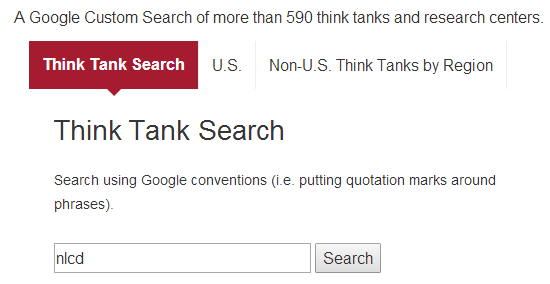 A Google Custom Search of more than 590 think tanks and research centers.
Think Tank Search U.S. Non-U.S. Think Tanks by Region
Think Tank Search
Search using Google conventions (i.e. putting quotation marks around
phrases).
nlcd Search